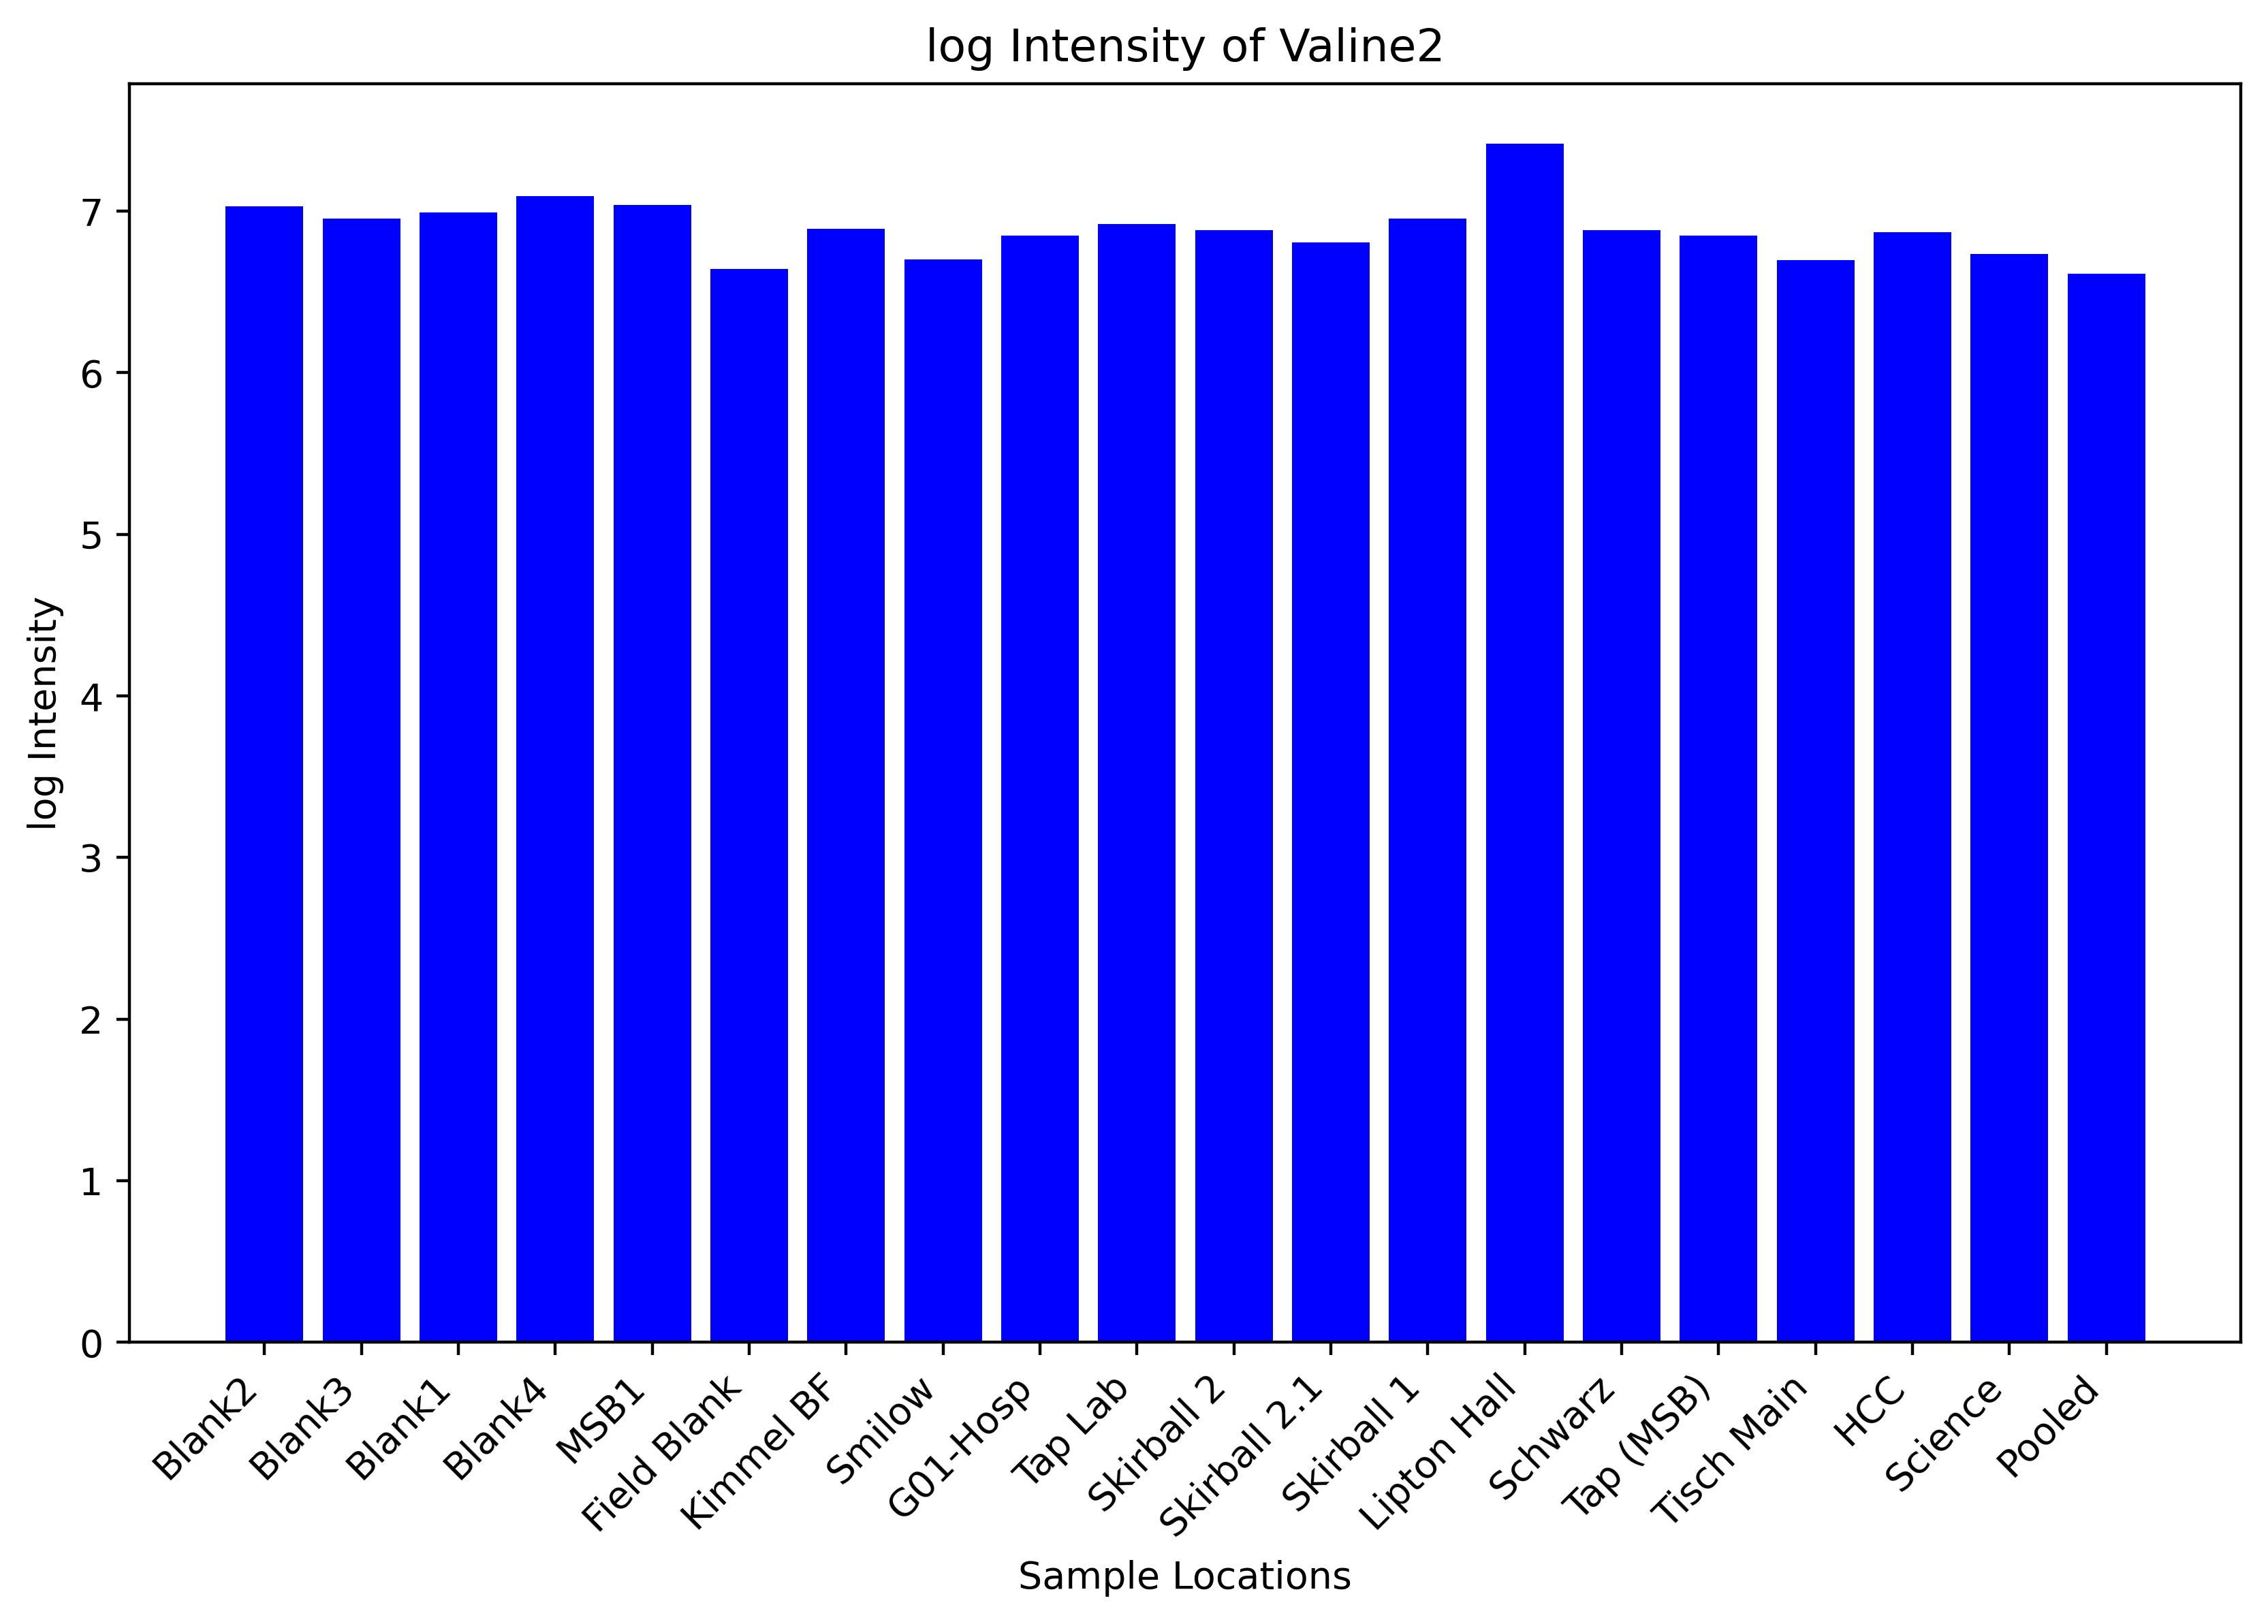 log Intensity of Valine2
log Intensity
7
6
5
4
3
2
1
0
Blank2
Blank3
Blank1
Blank4
MSB1
Field Blank
Kimmel BF
Smilow
G01-Hosp
Tap Lab
Skirball 2
Skirball 2.1
Skirball 1
Lipton Hall
Schwarz
Tap (MSB)
Tisch Main
HCC
Science
Pooled
Sample Locations